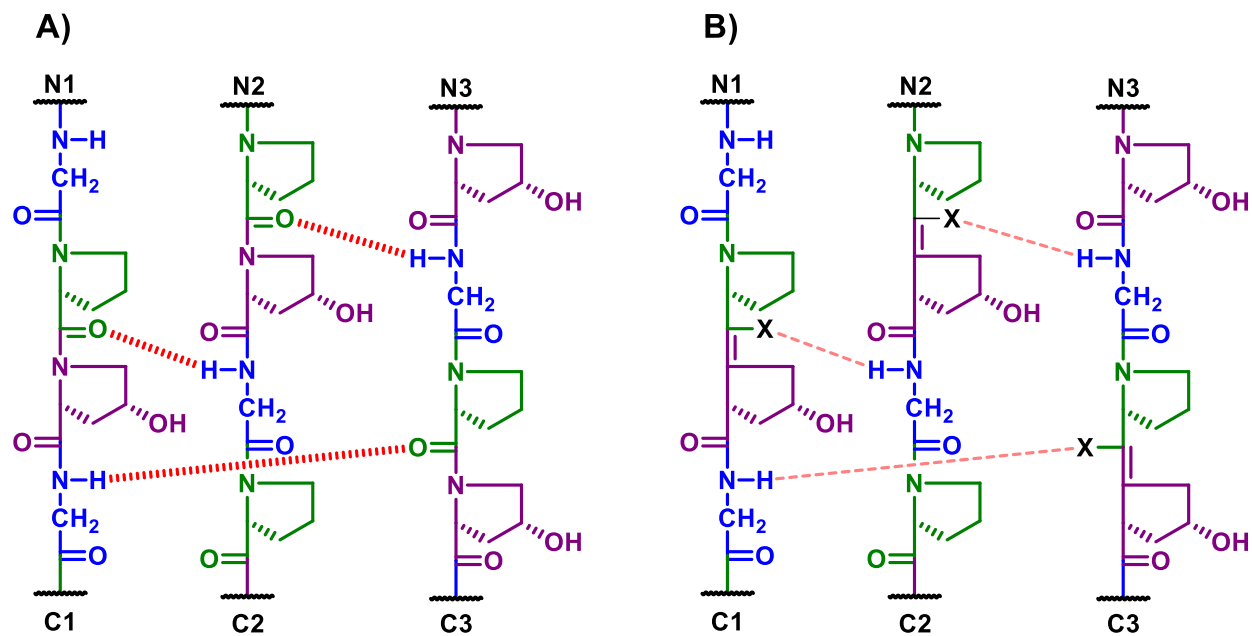 A) B)
N1 N2 N3 N1 N2 N3
N–H N N N–H N N
CH₂ CH₂
OH OH
O O O O X O
N N H–N N H–N
CH₂ CH₂
OH OH
O O O X O O
N H–N N H–N N
CH₂ CH₂
OH OH
O O O O O X
N–H N N N–H N
CH₂ CH₂
OH OH
O O O O O O
C1 C2 C3 C1 C2 C3